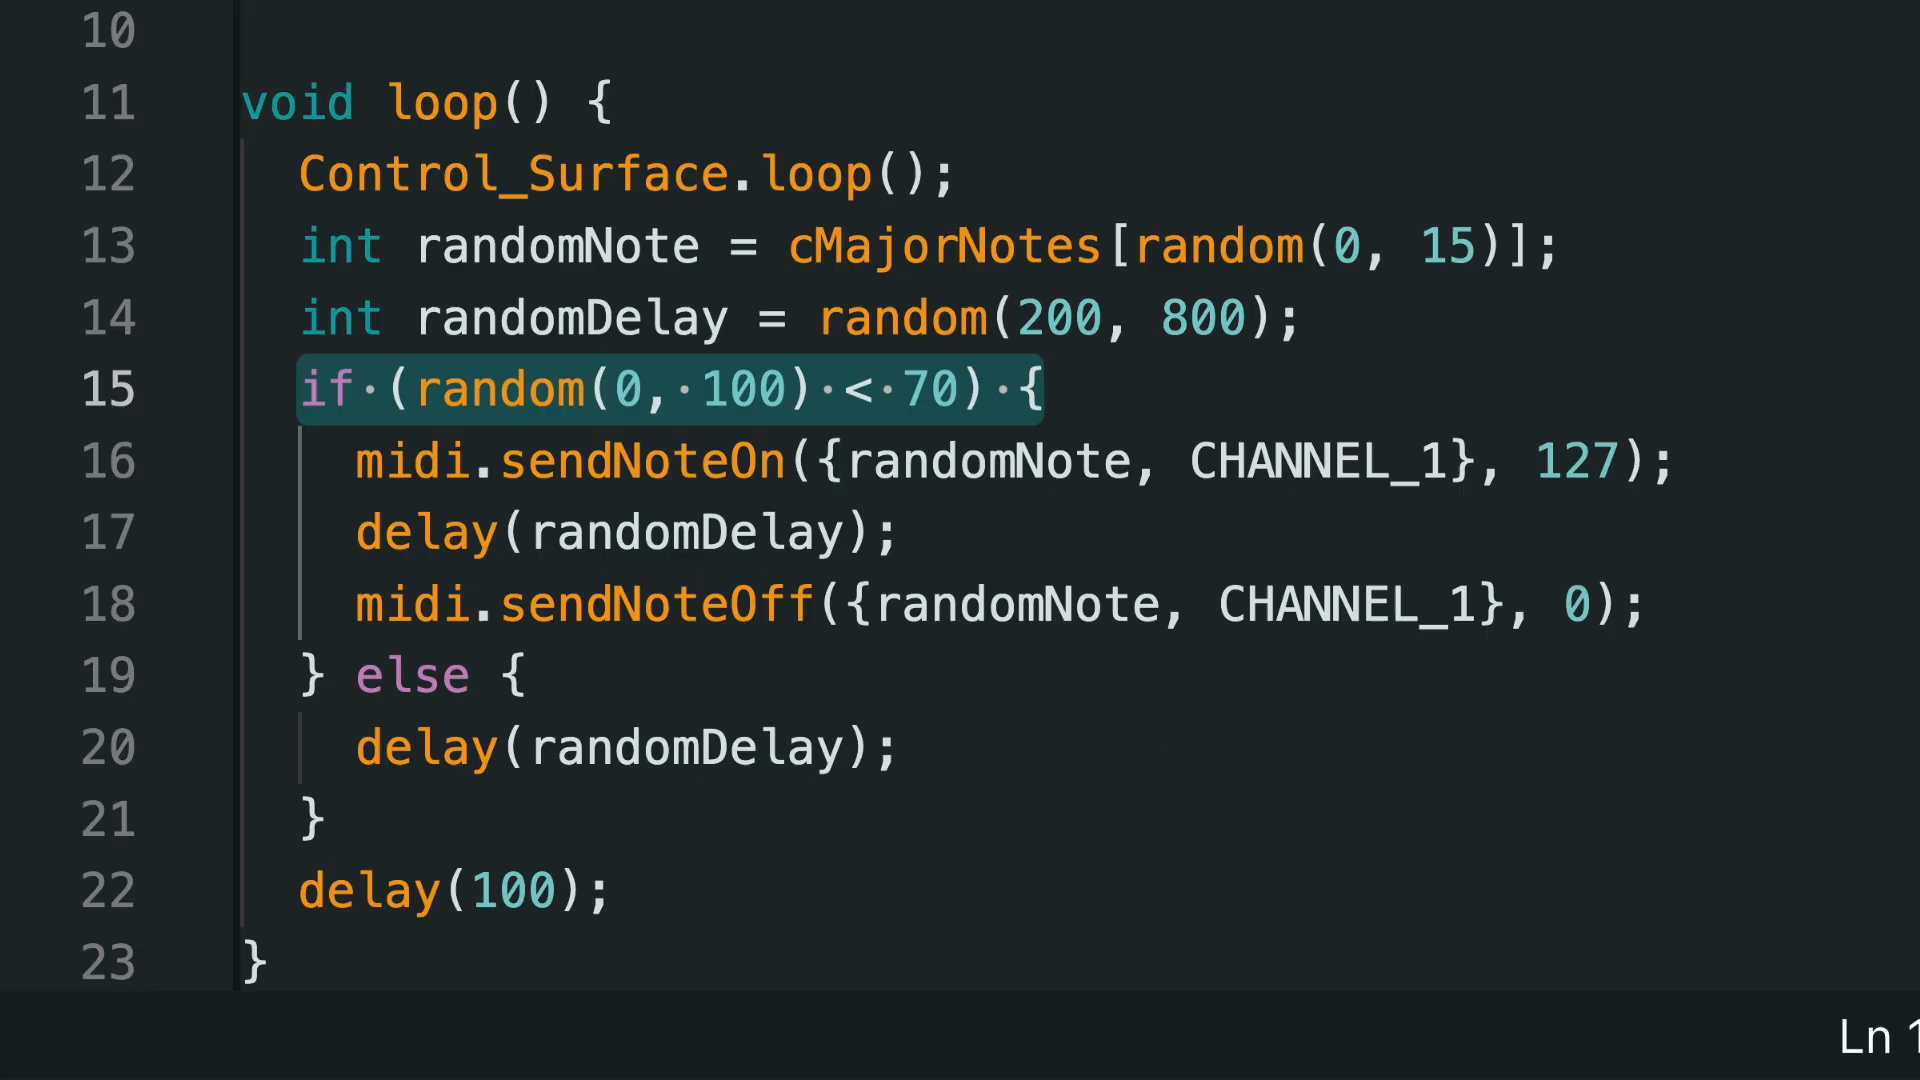 10
11 void loop() {
12 Control_Surface.loop();
13 int randomNote = cMajorNotes[random(0, 15)];
14 int randomDelay = random(200, 800);
15 if·(random(0,·100)·<·70)·{
16 midi.sendNoteOn({randomNote, CHANNEL_1}, 127);
17 delay(randomDelay);
18 midi.sendNoteOff({randomNote, CHANNEL_1}, 0);
19 } else {
20 delay(randomDelay);
21 }
22 delay(100);
23 }
Ln 1